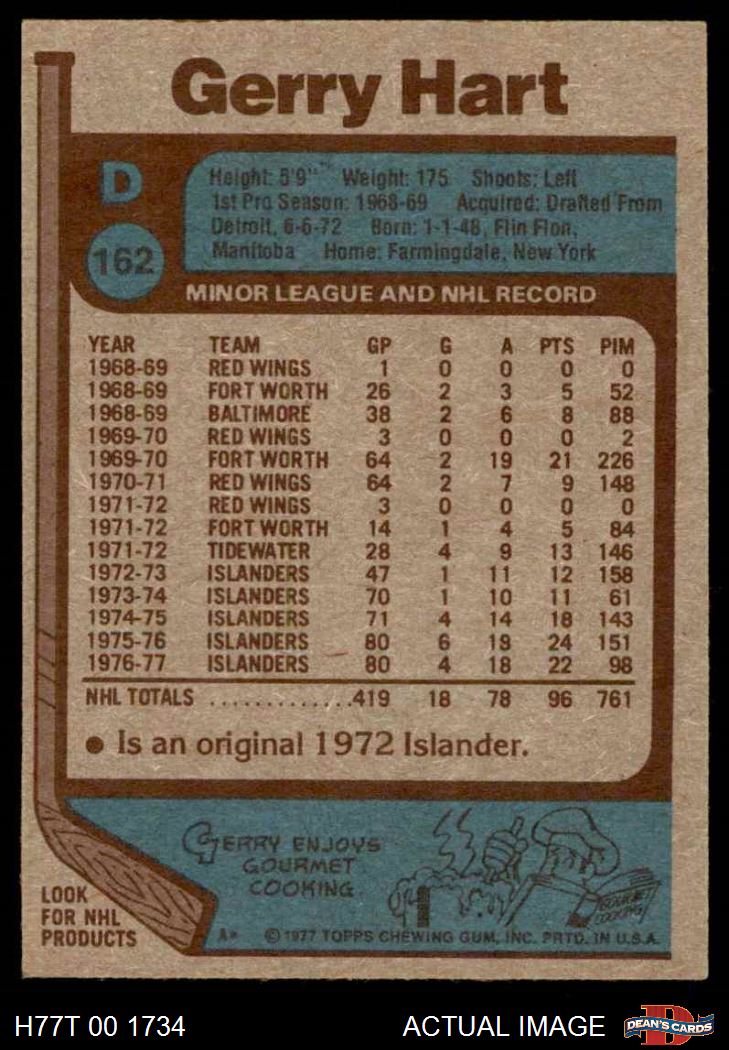 Gerry Hart
D
162
Height: 5'9" Weight: 175 Shoots: Left
1st Pro Season: 1968-69 Acquired: Drafted From
Detroit, 6-6-72 Born: 1-1-48, Flin Flon,
Manitoba Home: Farmingdale, New York
MINOR LEAGUE AND NHL RECORD
YEAR TEAM GP G A PTS PIM
1968-69 RED WINGS 1 0 0 0 0
1968-69 FORT WORTH 26 2 3 5 52
1968-69 BALTIMORE 38 2 6 8 88
1969-70 RED WINGS 3 0 0 0 2
1969-70 FORT WORTH 64 2 19 21 226
1970-71 RED WINGS 64 2 7 9 148
1971-72 RED WINGS 3 0 0 0 0
1971-72 FORT WORTH 14 1 4 5 84
1971-72 TIDEWATER 28 4 9 13 146
1972-73 ISLANDERS 47 1 11 12 158
1973-74 ISLANDERS 70 1 10 11 61
1974-75 ISLANDERS 71 4 14 18 143
1975-76 ISLANDERS 80 6 18 24 151
1976-77 ISLANDERS 80 4 18 22 98
NHL TOTALS ............419 18 78 96 761
● Is an original 1972 Islander.
GERRY ENJOYS
GOURMET
COOKING
COOKING
LOOK
FOR NHL
PRODUCTS
A* © 1977 TOPPS CHEWING GUM, INC. PRTD. IN U.S.A.
H77T 00 1734 ACTUAL IMAGE
D
DEAN'S CARDS